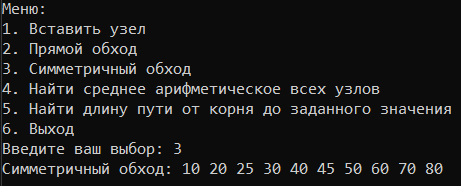 Меню:
1. Вставить узел
2. Прямой обход
3. Симметричный обход
4. Найти среднее арифметическое всех узлов
5. Найти длину пути от корня до заданного значения
6. Выход
Введите ваш выбор: 3
Симметричный обход: 10 20 25 30 40 45 50 60 70 80